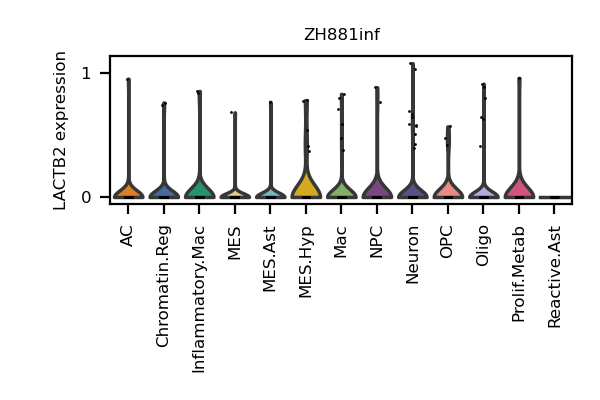 ZH881inf
LACTB2 expression
1
0
AC
Chromatin.Reg
Inflammatory.Mac
MES
MES.Ast
MES.Hyp
Mac
NPC
Neuron
OPC
Oligo
Prolif.Metab
Reactive.Ast